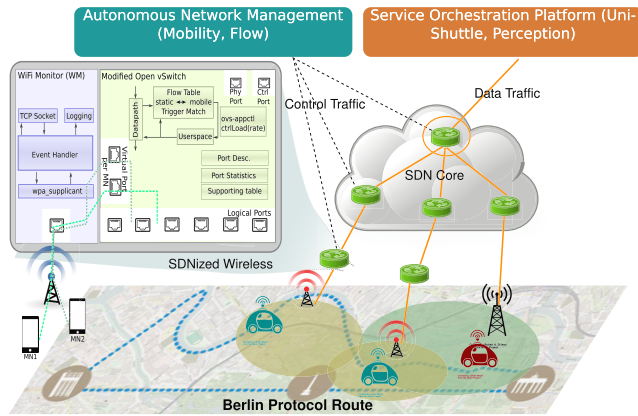 Autonomous Network Management
(Mobility, Flow)
Service Orchestration Platform (Uni-
Shuttle, Perception)
WiFi Monitor (WM)
TCP Socket
Logging
Event Handler
wpa_supplicant
Modified Open vSwitch
Datapath
Flow Table
static
mobile
Trigger Match
Userspace
Phy
Port
Ctrl
Port
ovs-appctl
ctrlLoad(rate)
Virtual Port
per MN
Port Desc.
Port Statistics
Supporting table
Logical Ports
Control Traffic
Data Traffic
SDN Core
SDNized Wireless
MN1
MN2
Berlin Protocol Route